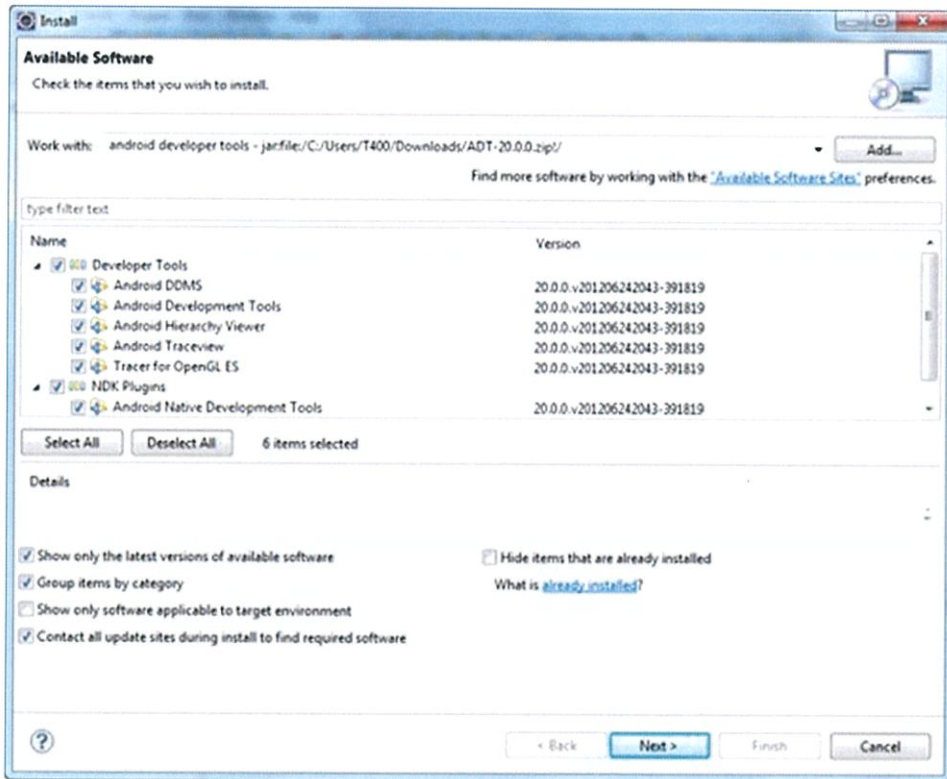 Install
Available Software
Check the items that you wish to install.
Work with: android developer tools - jar:file:/C:/Users/T400/Downloads/ADT-20.0.0.zip!/ Add...
Find more software by working with the "Available Software Sites" preferences.
type filter text
Name Version
Developer Tools
Android DDMS 20.0.0.v201206242043-391819
Android Development Tools 20.0.0.v201206242043-391819
Android Hierarchy Viewer 20.0.0.v201206242043-391819
Android Traceview 20.0.0.v201206242043-391819
Tracer for OpenGL ES 20.0.0.v201206242043-391819
NDK Plugins
Android Native Development Tools 20.0.0.v201206242043-391819
Select All Deselect All 6 items selected
Details
Show only the latest versions of available software Hide items that are already installed
Group items by category What is already installed?
Show only software applicable to target environment
Contact all update sites during install to find required software
? < Back Next > Finish Cancel